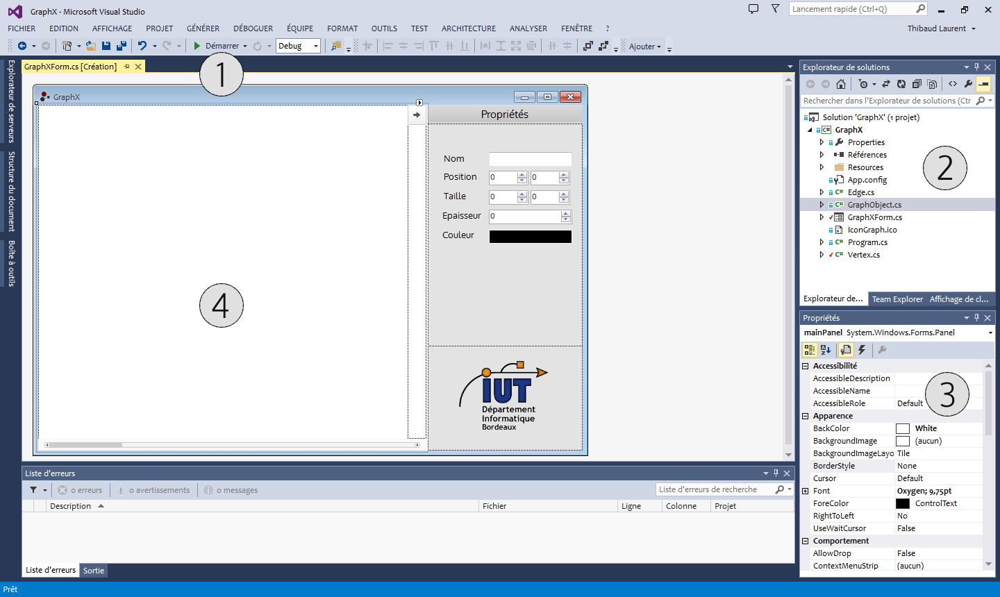 GraphX - Microsoft Visual Studio
Lancement rapide (Ctrl+Q)
FICHIER EDITION AFFICHAGE PROJET GÉNÉRER DÉBOGUER ÉQUIPE FORMAT OUTILS TEST ARCHITECTURE ANALYSER FENÊTRE ?
Thibaud Laurent
Démarrer Debug Ajouter
Explorateur de serveurs
Structure du document
Boîte à outils
GraphXForm.cs [Création]
1
GraphX
Propriétés
Nom
Position 0 0
Taille 0 0
Epaisseur 0
Couleur
4
IUT
Département
Informatique
Bordeaux
Explorateur de solutions
Rechercher dans l'Explorateur de solutions (Ctr
Solution 'GraphX' (1 projet)
C# GraphX
Properties
Références
Resources
App.config
C# Edge.cs
C# GraphObject.cs
GraphXForm.cs
IconGraph.ico
C# Program.cs
C# Vertex.cs
2
Explorateur de... Team Explorer Affichage de cl...
Propriétés
mainPanel System.Windows.Forms.Panel
Accessibilité
AccessibleDescription
AccessibleName
AccessibleRole Default
3
Apparence
BackColor White
BackgroundImage (aucun)
BackgroundImageLayo Tile
BorderStyle None
Cursor Default
Font Oxygen; 9,75pt
ForeColor ControlText
RightToLeft No
UseWaitCursor False
Comportement
AllowDrop False
ContextMenuStrip (aucun)
Liste d'erreurs
0 erreurs 0 avertissements 0 messages
Liste d'erreurs de recherche
Description Fichier Ligne Colonne Projet
Liste d'erreurs Sortie
Prêt